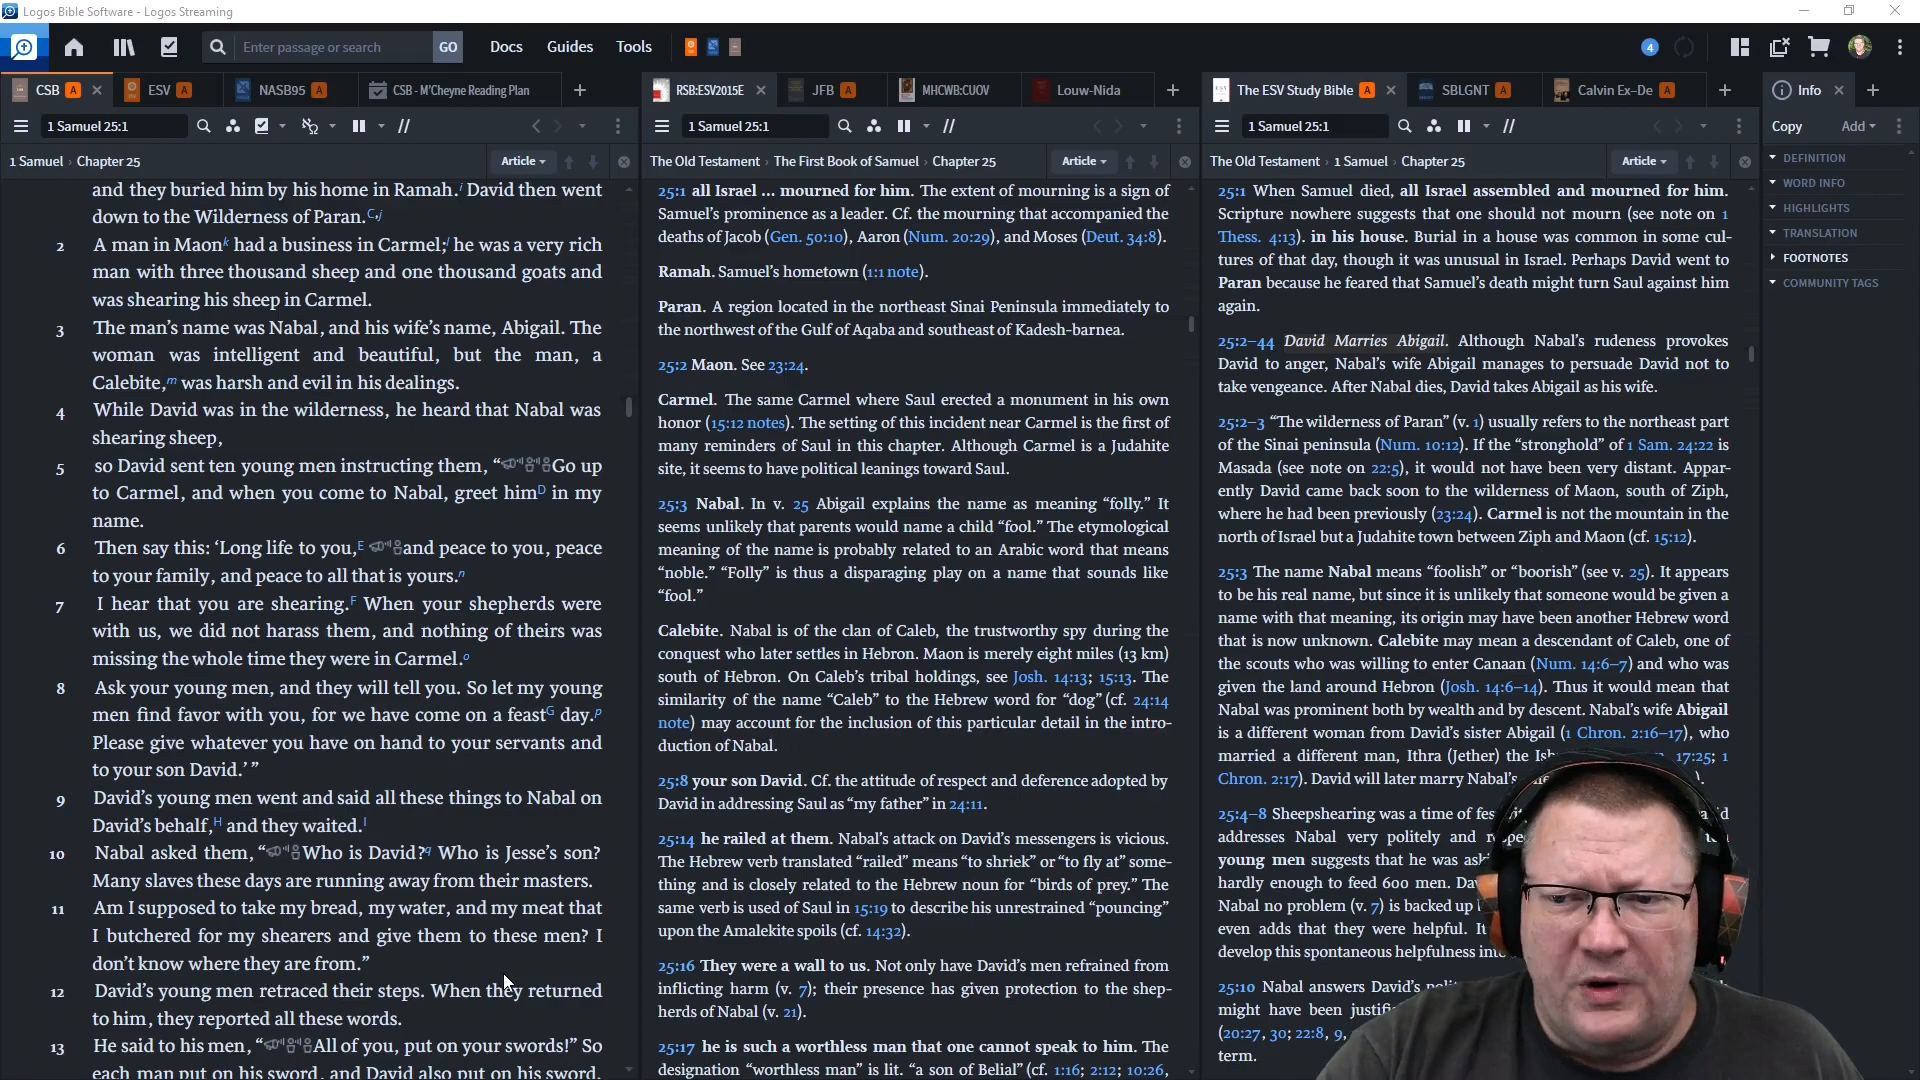 Logos Bible Software - Logos Streaming
Enter passage or search
GO
Docs
Guides
Tools
4
CSB A
ESV A
NASB95 A
CSB - M'Cheyne Reading Plan
RSB:ESV2015E
JFB A
MHCWB:CUOV
Louw-Nida
The ESV Study Bible A
SBLGNT A
Calvin Ex–De A
Info
1 Samuel 25:1
1 Samuel 25:1
1 Samuel 25:1
Copy
Add
1 Samuel › Chapter 25
Article
The Old Testament › The First Book of Samuel › Chapter 25
Article
The Old Testament › 1 Samuel › Chapter 25
Article
and they buried him by his home in Ramah.i David then went
down to the Wilderness of Paran.C,j
2 A man in Maonk had a business in Carmel;l he was a very rich
man with three thousand sheep and one thousand goats and
was shearing his sheep in Carmel.
3 The man's name was Nabal, and his wife's name, Abigail. The
woman was intelligent and beautiful, but the man, a
Calebite,m was harsh and evil in his dealings.
4 While David was in the wilderness, he heard that Nabal was
shearing sheep,
5 so David sent ten young men instructing them, “Go up
to Carmel, and when you come to Nabal, greet himD in my
name.
6 Then say this: ‘Long life to you,E and peace to you, peace
to your family, and peace to all that is yours.n
7 I hear that you are shearing.F When your shepherds were
with us, we did not harass them, and nothing of theirs was
missing the whole time they were in Carmel.o
8 Ask your young men, and they will tell you. So let my young
men find favor with you, for we have come on a feastG day.p
Please give whatever you have on hand to your servants and
to your son David.’ ”
9 David's young men went and said all these things to Nabal on
David's behalf,H and they waited.I
10 Nabal asked them, “Who is David?q Who is Jesse's son?
Many slaves these days are running away from their masters.
11 Am I supposed to take my bread, my water, and my meat that
I butchered for my shearers and give them to these men? I
don't know where they are from.”
12 David's young men retraced their steps. When they returned
to him, they reported all these words.
13 He said to his men, “All of you, put on your swords!” So
each man put on his sword, and David also put on his sword.
25:1 all Israel ... mourned for him. The extent of mourning is a sign of
Samuel's prominence as a leader. Cf. the mourning that accompanied the
deaths of Jacob (Gen. 50:10), Aaron (Num. 20:29), and Moses (Deut. 34:8).
Ramah. Samuel's hometown (1:1 note).
Paran. A region located in the northeast Sinai Peninsula immediately to
the northwest of the Gulf of Aqaba and southeast of Kadesh-barnea.
25:2 Maon. See 23:24.
Carmel. The same Carmel where Saul erected a monument in his own
honor (15:12 notes). The setting of this incident near Carmel is the first of
many reminders of Saul in this chapter. Although Carmel is a Judahite
site, it seems to have political leanings toward Saul.
25:3 Nabal. In v. 25 Abigail explains the name as meaning “folly.” It
seems unlikely that parents would name a child “fool.” The etymological
meaning of the name is probably related to an Arabic word that means
“noble.” “Folly” is thus a disparaging play on a name that sounds like
“fool.”
Calebite. Nabal is of the clan of Caleb, the trustworthy spy during the
conquest who later settles in Hebron. Maon is merely eight miles (13 km)
south of Hebron. On Caleb's tribal holdings, see Josh. 14:13; 15:13. The
similarity of the name “Caleb” to the Hebrew word for “dog” (cf. 24:14
note) may account for the inclusion of this particular detail in the intro-
duction of Nabal.
25:8 your son David. Cf. the attitude of respect and deference adopted by
David in addressing Saul as “my father” in 24:11.
25:14 he railed at them. Nabal's attack on David's messengers is vicious.
The Hebrew verb translated “railed” means “to shriek” or “to fly at” some-
thing and is closely related to the Hebrew noun for “birds of prey.” The
same verb is used of Saul in 15:19 to describe his unrestrained “pouncing”
upon the Amalekite spoils (cf. 14:32).
25:16 They were a wall to us. Not only have David's men refrained from
inflicting harm (v. 7); their presence has given protection to the shep-
herds of Nabal (v. 21).
25:17 he is such a worthless man that one cannot speak to him. The
designation “worthless man” is lit. “a son of Belial” (cf. 1:16; 2:12; 10:26,
25:1 When Samuel died, all Israel assembled and mourned for him.
Scripture nowhere suggests that one should not mourn (see note on 1
Thess. 4:13). in his house. Burial in a house was common in some cul-
tures of that day, though it was unusual in Israel. Perhaps David went to
Paran because he feared that Samuel's death might turn Saul against him
again.
25:2–44 David Marries Abigail. Although Nabal's rudeness provokes
David to anger, Nabal's wife Abigail manages to persuade David not to
take vengeance. After Nabal dies, David takes Abigail as his wife.
25:2–3 “The wilderness of Paran” (v. 1) usually refers to the northeast part
of the Sinai peninsula (Num. 10:12). If the “stronghold” of 1 Sam. 24:22 is
Masada (see note on 22:5), it would not have been very distant. Appar-
ently David came back soon to the wilderness of Maon, south of Ziph,
where he had been previously (23:24). Carmel is not the mountain in the
north of Israel but a Judahite town between Ziph and Maon (cf. 15:12).
25:3 The name Nabal means “foolish” or “boorish” (see v. 25). It appears
to be his real name, but since it is unlikely that someone would be given a
name with that meaning, its origin may have been another Hebrew word
that is now unknown. Calebite may mean a descendant of Caleb, one of
the scouts who was willing to enter Canaan (Num. 14:6–7) and who was
given the land around Hebron (Josh. 14:6–14). Thus it would mean that
Nabal was prominent both by wealth and by descent. Nabal's wife Abigail
is a different woman from David's sister Abigail (1 Chron. 2:16–17), who
married a different man, Ithra (Jether) the 17:25; 1
Chron. 2:17). David will later marry Nabal's
25:4–8 Sheepshearing was a time of
addresses Nabal very politely and
young men suggests that he was
hardly enough to feed 600 men.
Nabal no problem (v. 7) is backed
even adds that they were helpful. It
develop this spontaneous helpfulness
25:10 Nabal answers David's
might have been
(20:27, 30; 22:8, 9,
term.
DEFINITION
WORD INFO
HIGHLIGHTS
TRANSLATION
FOOTNOTES
COMMUNITY TAGS